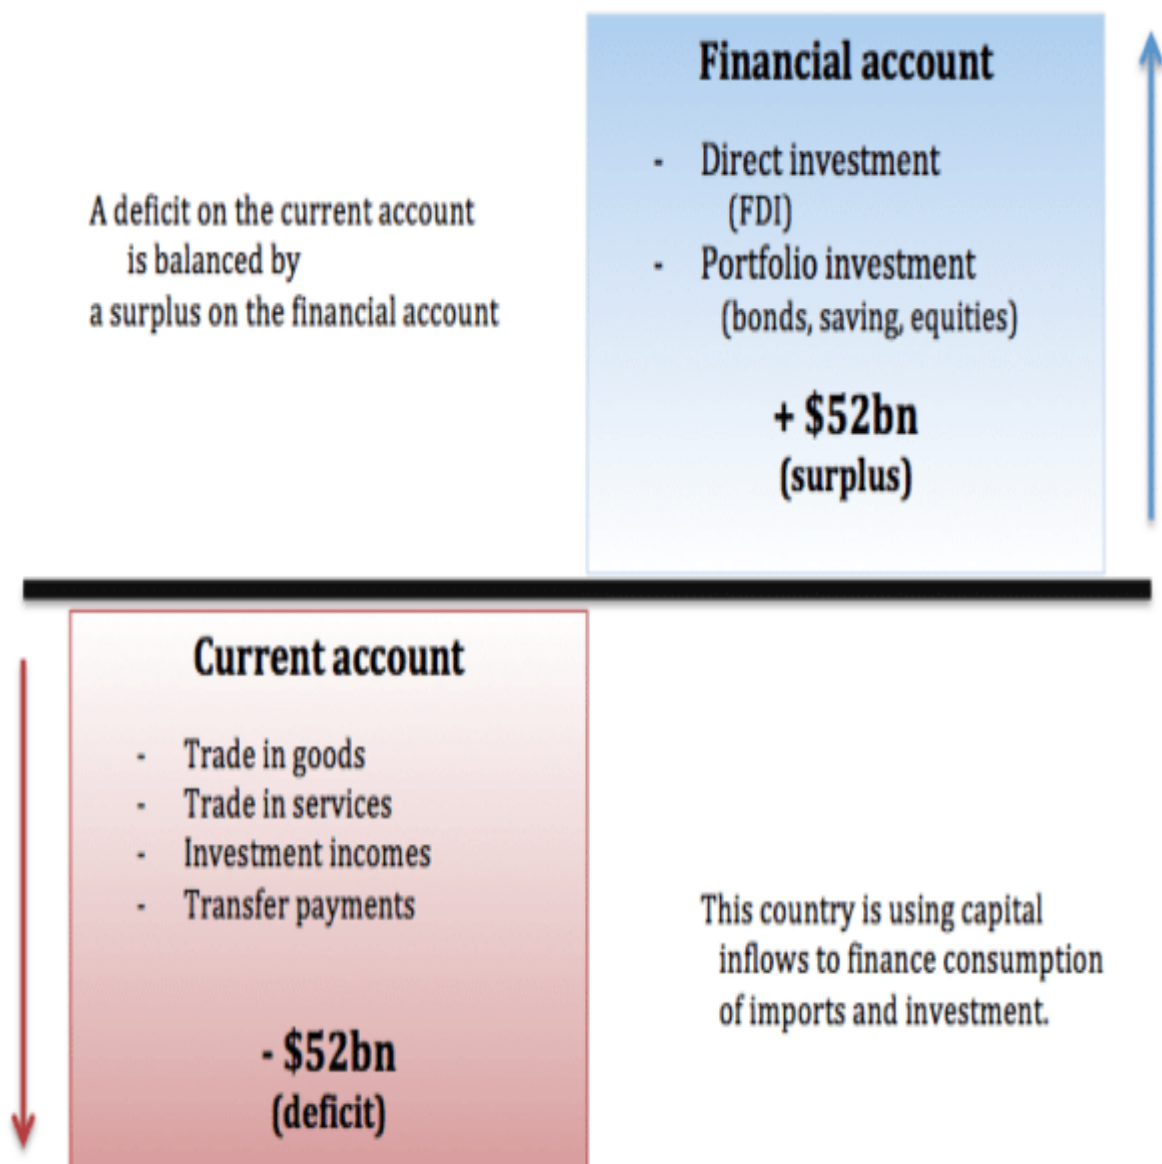 Financial account
- Direct investment
(FDI)
- Portfolio investment
(bonds, saving, equities)
+ $52bn
(surplus)
A deficit on the current account
is balanced by
a surplus on the financial account
Current account
- Trade in goods
- Trade in services
- Investment incomes
- Transfer payments
- $52bn
(deficit)
This country is using capital
inflows to finance consumption
of imports and investment.